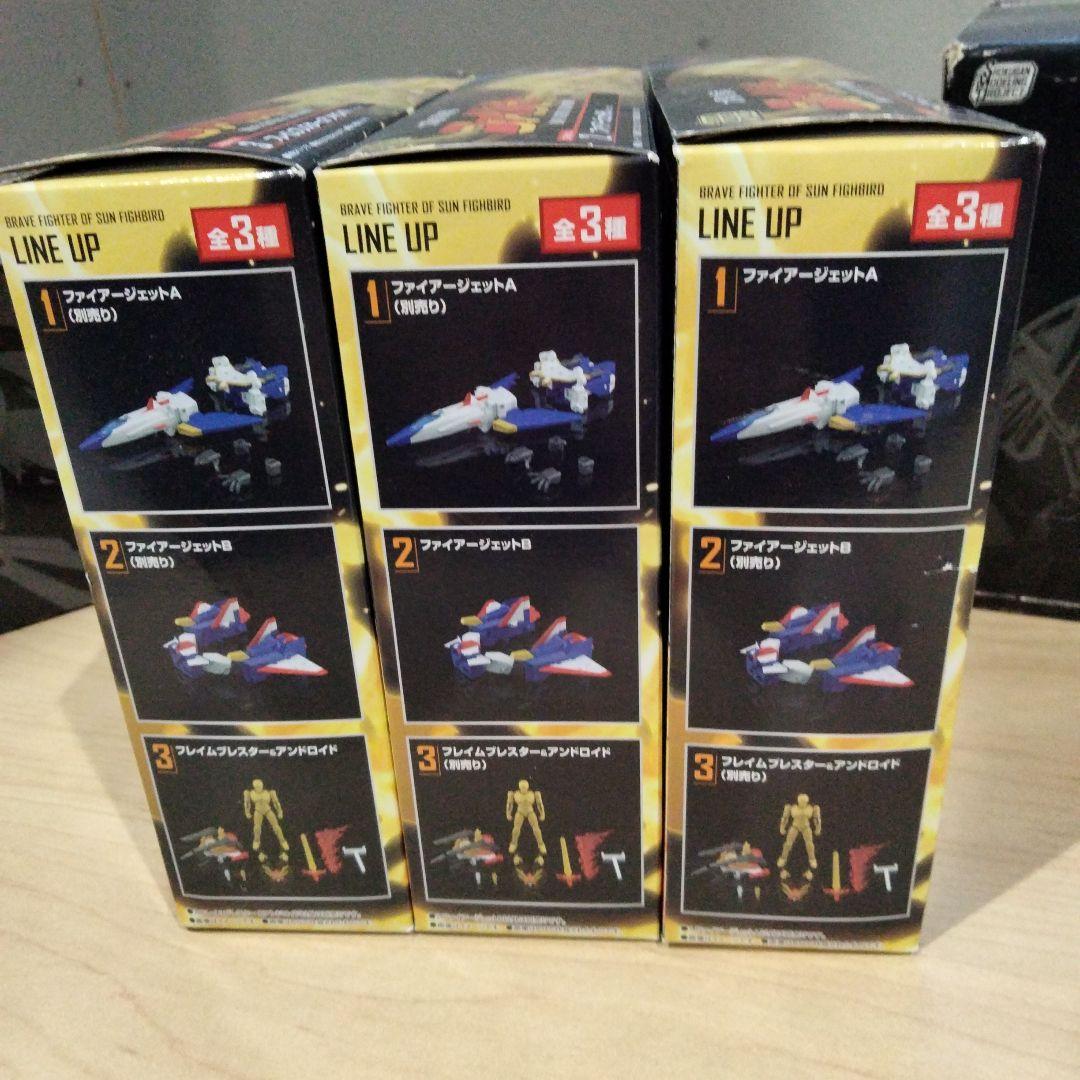 BRAVE FIGHTER OF SUN FIGHBIRD
LINE UP
全3種
1 ファイアージェットA
(別売り)
2 ファイアージェットB
(別売り)
3 フレイムブレスター&アンドロイド
BRAVE FIGHTER OF SUN FIGHBIRD
LINE UP
全3種
1 ファイアージェットA
(別売り)
2 ファイアージェットB
3 フレイムブレスター&アンドロイド
(別売り)
BRAVE FIGHTER OF SUN FIGHBIRD
LINE UP
全3種
1 ファイアージェットA
2 ファイアージェットB
(別売り)
3 フレイムブレスター&アンドロイド
(別売り)
SHOKUGAN
MODELING
PROJECT